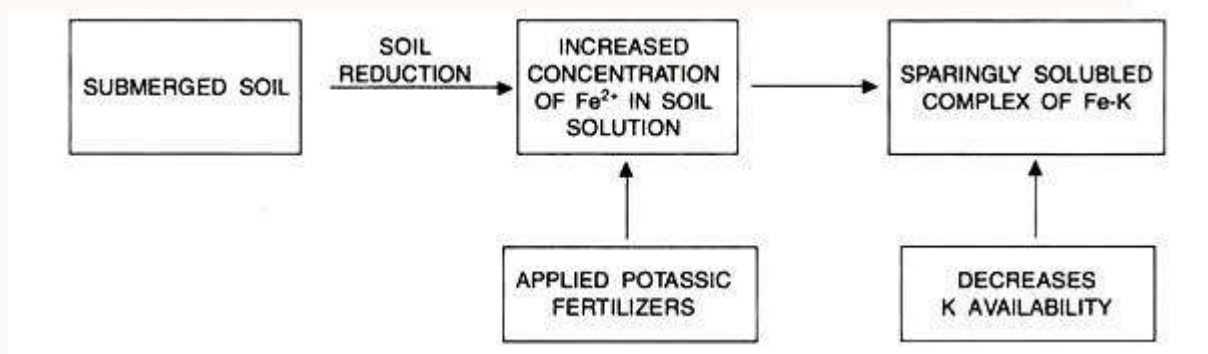 SUBMERGED SOIL
SOIL
REDUCTION
INCREASED
CONCENTRATION
OF Fe²⁺ IN SOIL
SOLUTION
SPARINGLY SOLUBLED
COMPLEX OF Fe-K
APPLIED POTASSIC
FERTILIZERS
DECREASES
K AVAILABILITY